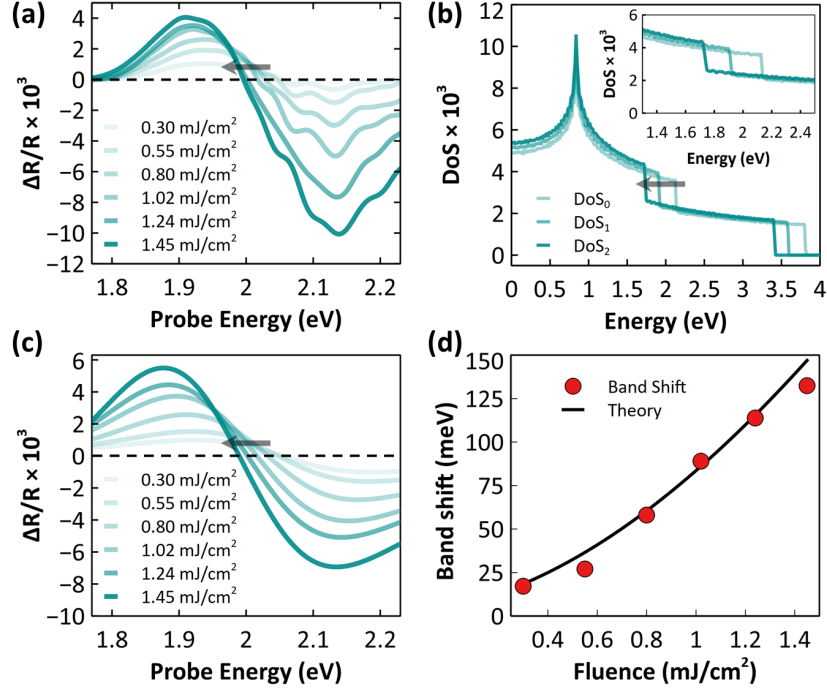 (a)
4
2
0
−2
−4
−6
−8
−10
−12
ΔR/R × 10³
0.30 mJ/cm²
0.55 mJ/cm²
0.80 mJ/cm²
1.02 mJ/cm²
1.24 mJ/cm²
1.45 mJ/cm²
1.8 1.9 2 2.1 2.2
Probe Energy (eV)
(b)
12
10
8
6
4
2
0
DoS × 10³
6
4
2
0
DoS × 10³
1.4 1.6 1.8 2 2.2 2.4
Energy (eV)
DoS₀
DoS₁
DoS₂
0 0.5 1 1.5 2 2.5 3 3.5 4
Energy (eV)
(c)
6
4
2
0
−2
−4
−6
−8
−10
ΔR/R × 10³
0.30 mJ/cm²
0.55 mJ/cm²
0.80 mJ/cm²
1.02 mJ/cm²
1.24 mJ/cm²
1.45 mJ/cm²
1.8 1.9 2 2.1 2.2
Probe Energy (eV)
(d)
150
125
100
75
50
25
0
Band shift (meV)
Band Shift
Theory
0.4 0.6 0.8 1 1.2 1.4
Fluence (mJ/cm²)